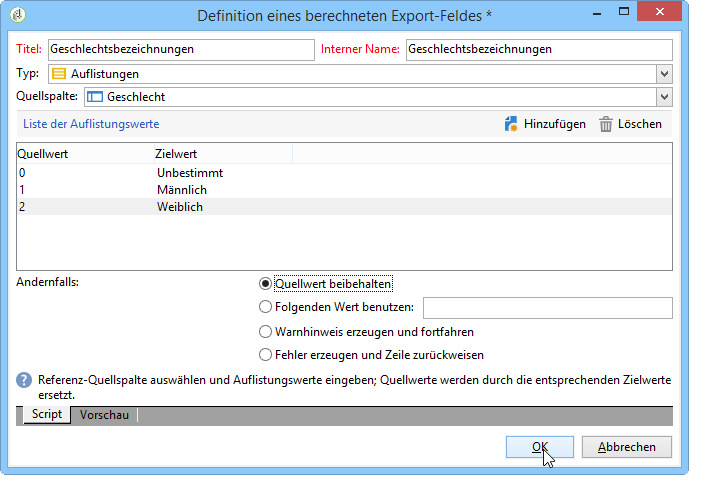 Definition eines berechneten Export-Feldes *
Titel: Geschlechtsbezeichnungen Interner Name: Geschlechtsbezeichnungen
Typ: Auflistungen
Quellspalte: Geschlecht
Liste der Auflistungswerte Hinzufügen Löschen
Quellwert Zielwert
0 Unbestimmt
1 Männlich
2 Weiblich
Andernfalls: Quellwert beibehalten
Folgenden Wert benutzen:
Warnhinweis erzeugen und fortfahren
Fehler erzeugen und Zeile zurückweisen
? Referenz-Quellspalte auswählen und Auflistungswerte eingeben; Quellwerte werden durch die entsprechenden Zielwerte
ersetzt.
Script Vorschau
OK Abbrechen